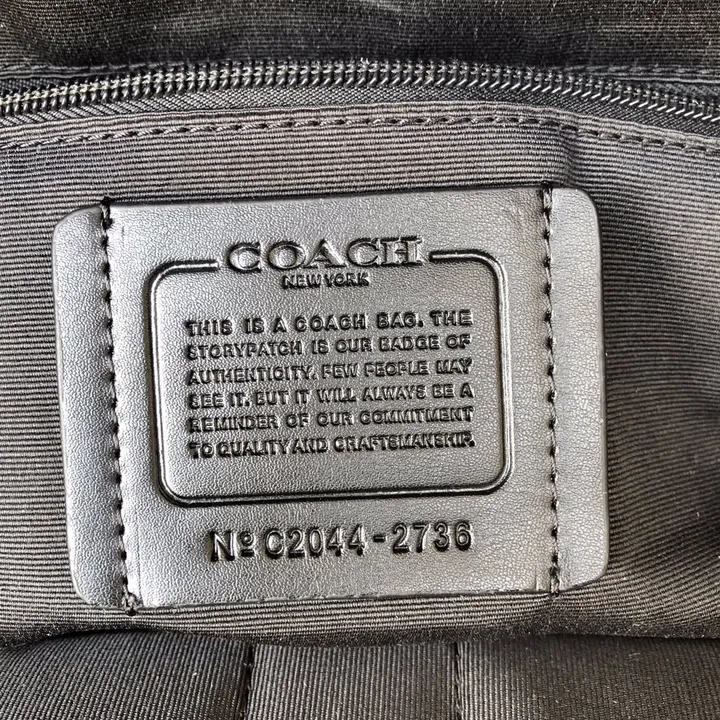 COACH
NEW YORK
THIS IS A COACH BAG. THE
STORYPATCH IS OUR BADGE OF
AUTHENTICITY. FEW PEOPLE MAY
SEE IT. BUT IT WILL ALWAYS BE A
REMINDER OF OUR COMMITMENT
TO QUALITY AND CRAFTSMANSHIP.
Nº C2044-2736